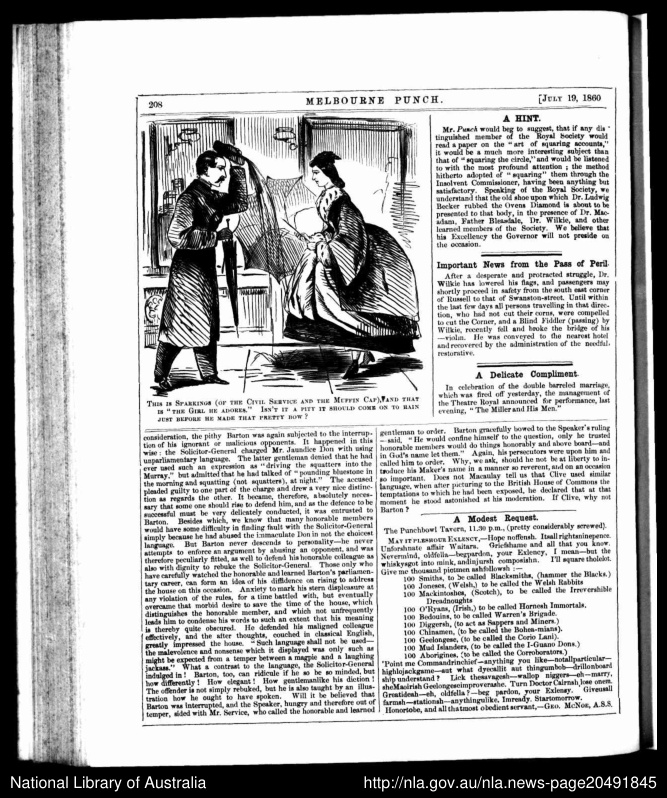 208
MELBOURNE PUNCH.
[JULY 19, 1860
THIS IS SPARKINGS (OF THE CIVIL SERVICE AND THE MUFFIN CAP), AND THAT
IS "THE GIRL HE ADORES." ISN'T IT A PITY IT SHOULD COME ON TO RAIN
JUST BEFORE HE MADE THAT PRETTY BOW?
A HINT.
Mr. Punch would beg to suggest, that if any dis-
tinguished member of the Royal Society would
read a paper on the "art of squaring accounts,"
it would be a much more interesting subject than
that of "squaring the circle," and would be listened
to with the most profound attention; the method
hitherto adopted of "squaring" them through the
Insolvent Commissioner, having been anything but
satisfactory. Speaking of the Royal Society, we
understand that the old shoe upon which Dr. Ludwig
Becker rubbed the Ovens Diamond is about to be
presented to that body, in the presence of Dr. Mac-
adam, Father Bleasdale, Dr. Wilkie, and other
learned members of the Society. We believe that
his Excellency the Governor will not preside on
the occasion.
Important News from the Pass of Peril.
After a desperate and protracted struggle, Dr.
Wilkie has lowered his flags, and passengers may
shortly proceed in safety from the south east corner
of Russell to that of Swanston-street. Until within
the last few days all persons travelling in that direc-
tion, who had not cut their corns, were compelled
to cut the Corner, and a Blind Fiddler (passing) by
Wilkie, recently fell and broke the bridge of his
—violin. He was conveyed to the nearest hotel
and recovered by the administration of the needful.
restorative.
A Delicate Compliment.
In celebration of the double barreled marriage,
which was fired off yesterday, the management of
the Theatre Royal announced for performance, last
evening, "The Miller and His Men."
consideration, the pithy Barton was again subjected to the interrup-
tion of his ignorant or malicious opponents. It happened in this
wise: the Solicitor-General charged Mr. Jaundice Don with using
unparliamentary language. The latter gentleman denied that he had
ever used such an expression as "driving the squatters into the
Murray," but admitted that he had talked of "pounding bluestone in
the morning and squatting (not squatters), at night." The accused
pleaded guilty to one part of the charge and drew a very nice distinc-
tion as regards the other. It became, therefore, absolutely neces-
sary that some one should rise to defend him, and as the defence to be
successful must be very delicately conducted, it was entrusted to
Barton. Besides which, we know that many honorable members
would have some difficulty in finding fault with the Solicitor-General
simply because he had abused the immaculate Don in not the choicest
language. But Barton never descends to personality—he never
attempts to enforce an argument by abusing an opponent, and was
therefore peculiarly fitted, as well to defend his honorable colleague as
also with dignity to rebuke the Solicitor-General. Those only who
have carefully watched the honorable and learned Barton's parliamen-
tary career, can form an idea of his diffidence on rising to address
the house on this occasion. Anxiety to mark his stern displeasure at
any violation of the rules, for a time battled with, but eventually
overcame that morbid desire to save the time of the house, which
distinguishes the honorable member, and which not unfrequently
leads him to condense his words to such an extent that his meaning
is thereby quite obscured. He defended his maligned colleague
effectively, and the after thoughts, couched in classical English,
greatly impressed the house. "Such language shall not be used—
the malevolence and nonsense which it displayed was only such as
might be expected from a temper between a magpie and a laughing
jackass." What a contrast to the language, the Solicitor-General
indulged in! Barton, too, can ridicule if he so be so minded, but
how differently! How elegant! How gentlemanlike his diction!
The offender is not simply rebuked, but he is also taught by an illus-
tration how he ought to have spoken. Will it be believed that
Barton was interrupted, and the Speaker, hungry and therefore out of
temper, sided with Mr. Service, who called the honorable and learned
gentleman to order. Barton gracefully bowed to the Speaker's ruling
—said, "He would confine himself to the question, only he trusted
honorable members would do things honorably and above board—and
in God's name let them." Again, his persecutors were upon him and
called him to order. Why, we ask, should he not be at liberty to in-
troduce his Maker's name in a manner so reverent, and on an occasion
so important. Does not Macaulay tell us that Clive used similar
language, when after picturing to the British House of Commons the
temptations to which he had been exposed, he declared that at that
moment he stood astonished at his moderation. If Clive, why not
Barton?
A Modest Request.
The Punchbowl Tavern, 11.30 p.m., (pretty considerably screwed).
MAY IT PLESHOUR EXLENCY,—Hope noffensh. Itsall rightsmineshence.
Unforshnate affair Waitara. Griefshame and all that you know.
Nevermind, oldfella—begpardon, your Exlency, I mean—but the
whiskysgot into mink, andinjursh composishn. I'll square tholelot.
Give me thousand picimen ashfollowsh:—
100 Smiths, to be called Blacksmiths, (hammer the Blacks.)
100 Joneses, (Welsh,) to be called the Welsh Rabbits
100 Mackintoshes, (Scotch), to be called the Irreversible
Dreadnoughts
100 O'Ryans, (Irish,) to be called Hornesh Immortals.
100 Bedouins, to be called Warren's Brigade.
100 Diggersh, (to act as Sappers and Miners.)
100 Chinamen, (to be called the Bohea-mians).
100 Geelongese, (to be called the Corio Lani).
100 Mud Islanders, (to be called the I-Guano Dons.)
100 Aborigines, (to be called the Corroborators.)
'Point me Commandrinchief—anything you like—notallparticular—
highlojackgame—aut what dyecallit aut thingumbob—drillonboard
ship understand? Lick thesavagesh—wallop niggers—eh—marry,
sheMaorish Geelongeseimproversahe. Turn Doctor Cairnsh, lose onem.
Greatideah—eh, oldfella?—beg pardon, your Exlensy. Giveusall
farmsh—stationsh—anythingulike. Imready. Startomorrow.
Honortobe, and allthatmost obedient servant,—GEO. McNOE, A.S.S.
National Library of Australia
http://nla.gov.au/nla.news-page20491845